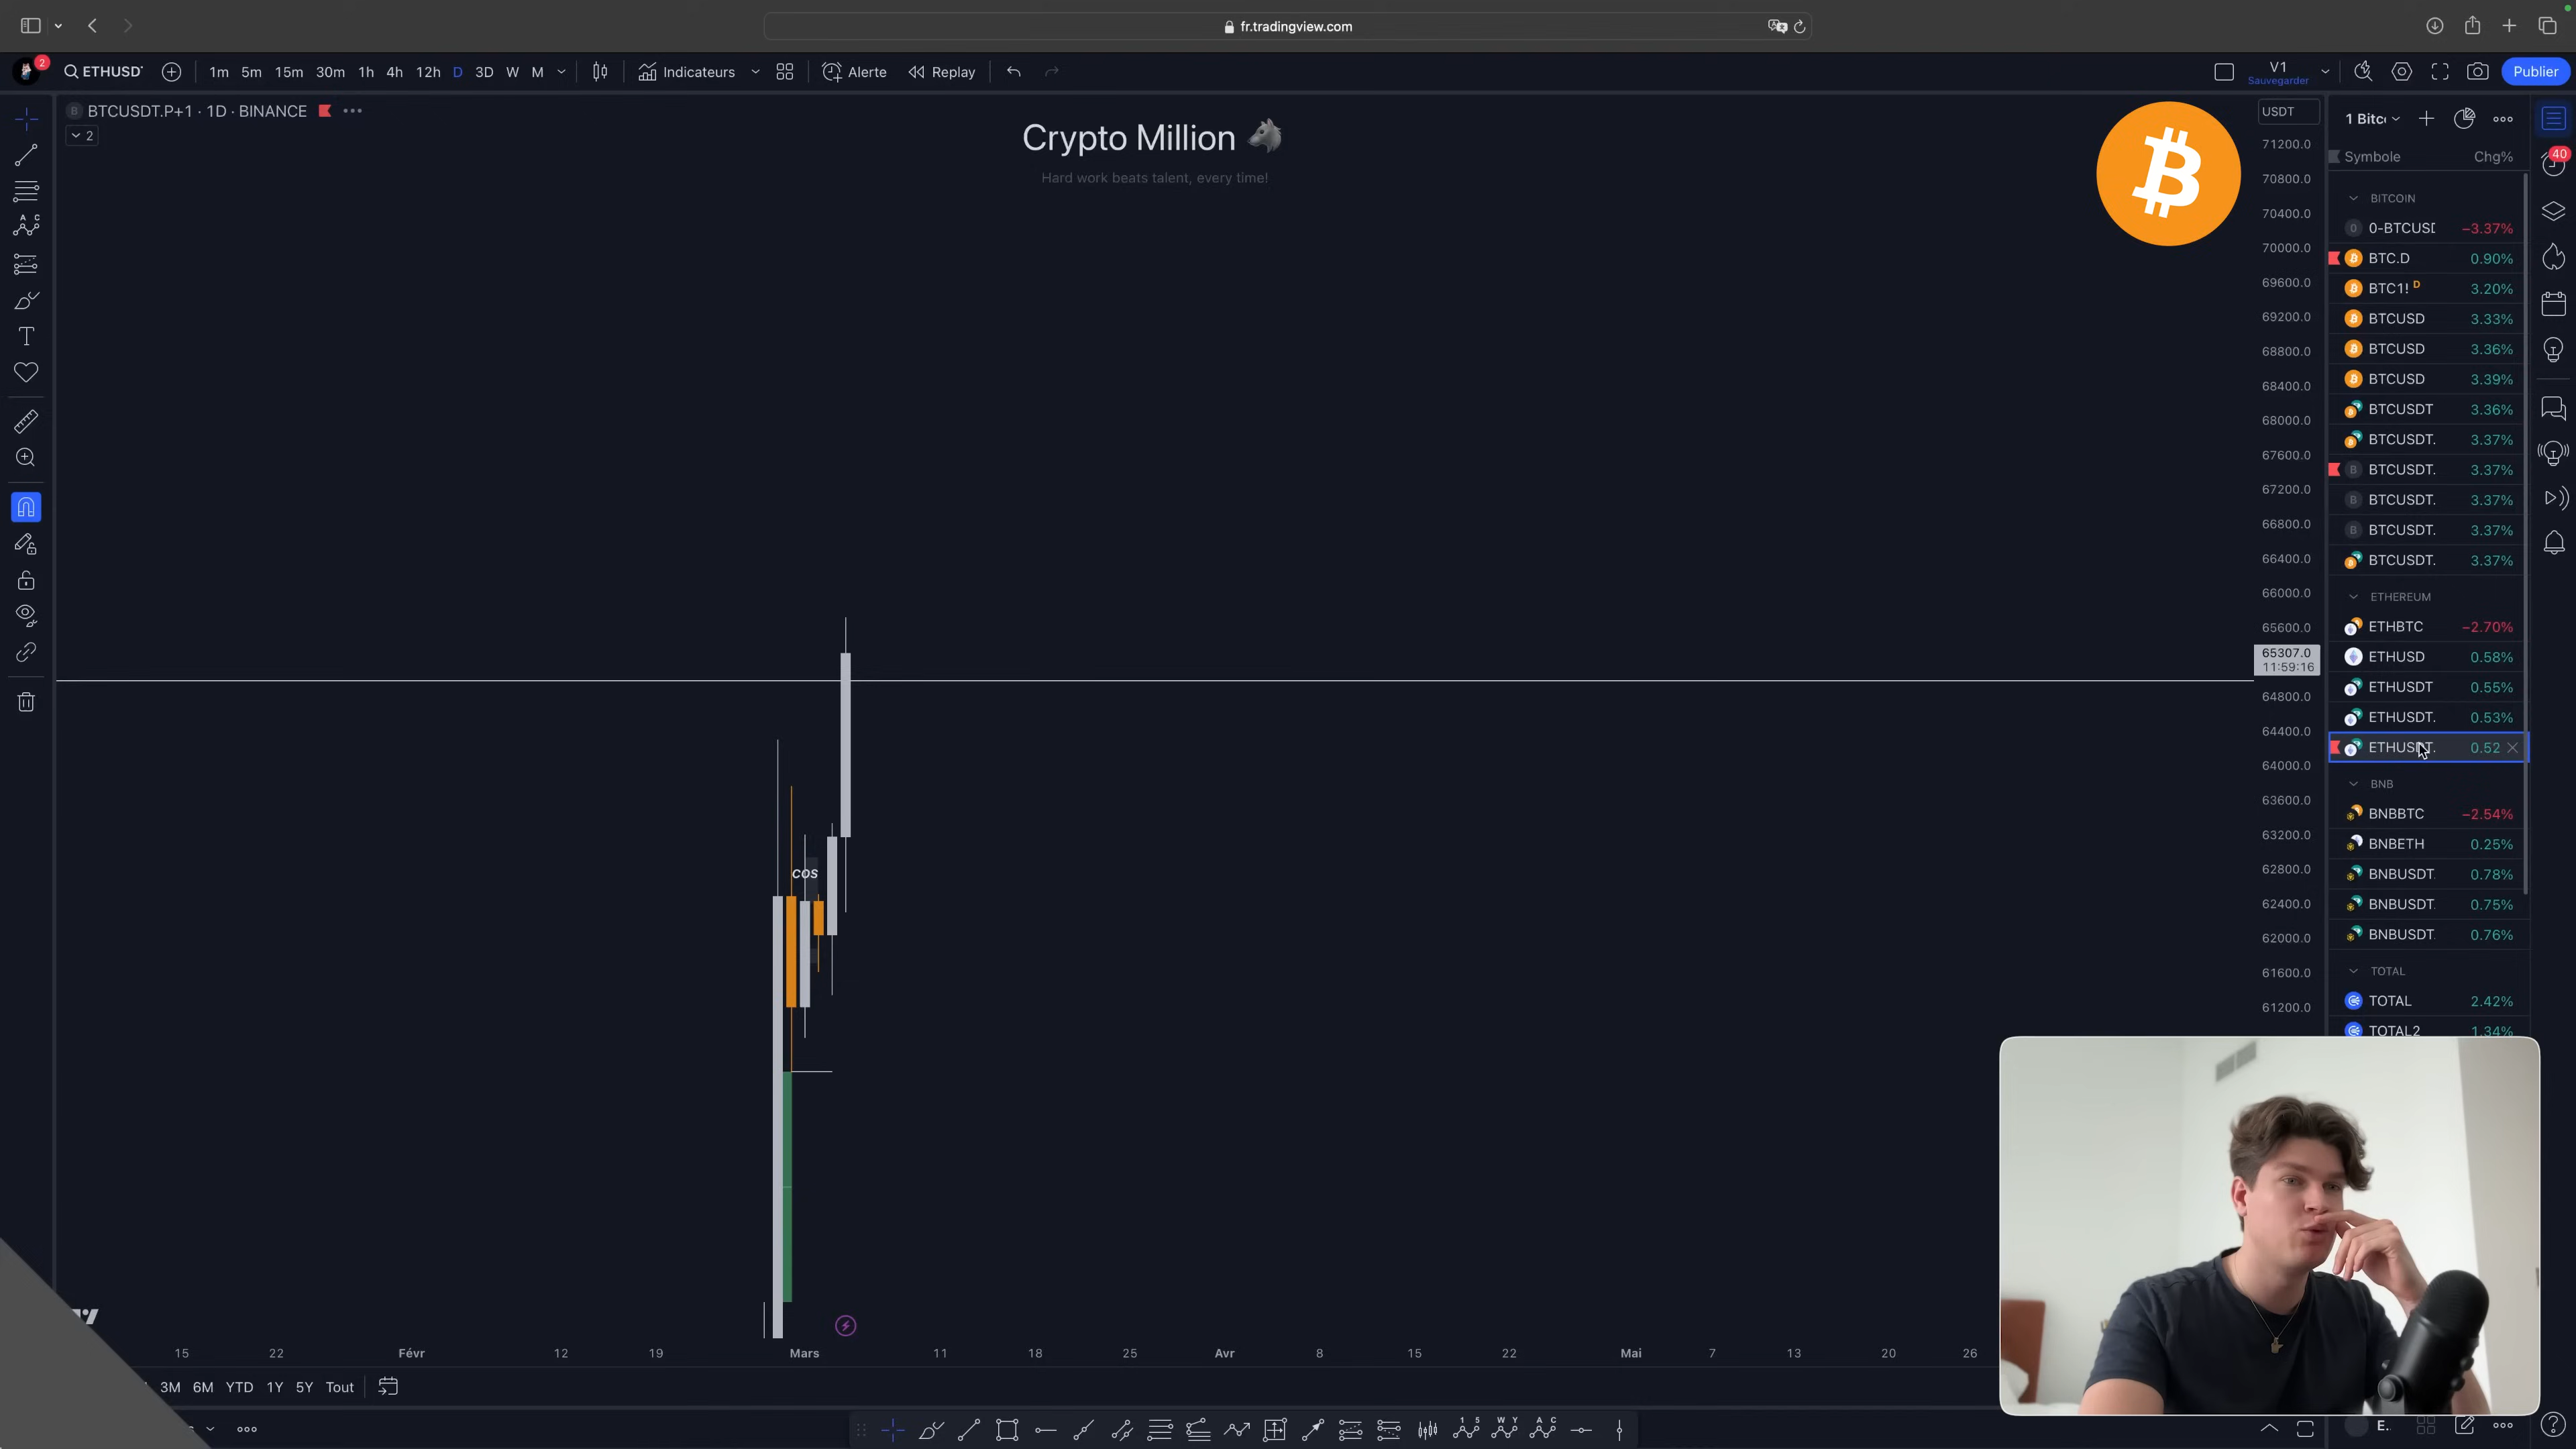 fr.tradingview.com
2
ETHUSDT
1m 5m 15m 30m 1h 4h 12h D 3D W M
Indicateurs
Alerte
Replay
V1
Sauvegarder
Publier
BTCUSDT.P+1 · 1D · BINANCE
2
Crypto Million
Hard work beats talent, every time!
USDT
71200.0
70800.0
70400.0
70000.0
69600.0
69200.0
68800.0
68400.0
68000.0
67600.0
67200.0
66800.0
66400.0
66000.0
65600.0
65307.0
11:59:16
64800.0
64400.0
64000.0
63600.0
63200.0
62800.0
62400.0
62000.0
61600.0
61200.0
cos
1 Bitc
40
Symbole Chg%
BITCOIN
0-BTCUSD −3.37%
BTC.D 0.90%
BTC1! D 3.20%
BTCUSD 3.33%
BTCUSD 3.36%
BTCUSD 3.39%
BTCUSDT 3.36%
BTCUSDT. 3.37%
BTCUSDT. 3.37%
BTCUSDT. 3.37%
BTCUSDT. 3.37%
BTCUSDT. 3.37%
ETHEREUM
ETHBTC −2.70%
ETHUSD 0.58%
ETHUSDT 0.55%
ETHUSDT. 0.53%
ETHUSDT. 0.52
BNB
BNBBTC −2.54%
BNBETH 0.25%
BNBUSDT 0.78%
BNBUSDT 0.75%
BNBUSDT 0.76%
TOTAL
TOTAL 2.42%
TOTAL2 1.34%
15 22 Févr 12 19 Mars 11 18 25 Avr 8 15 22 Mai 7 13 20 26
3M 6M YTD 1Y 5Y Tout
E.